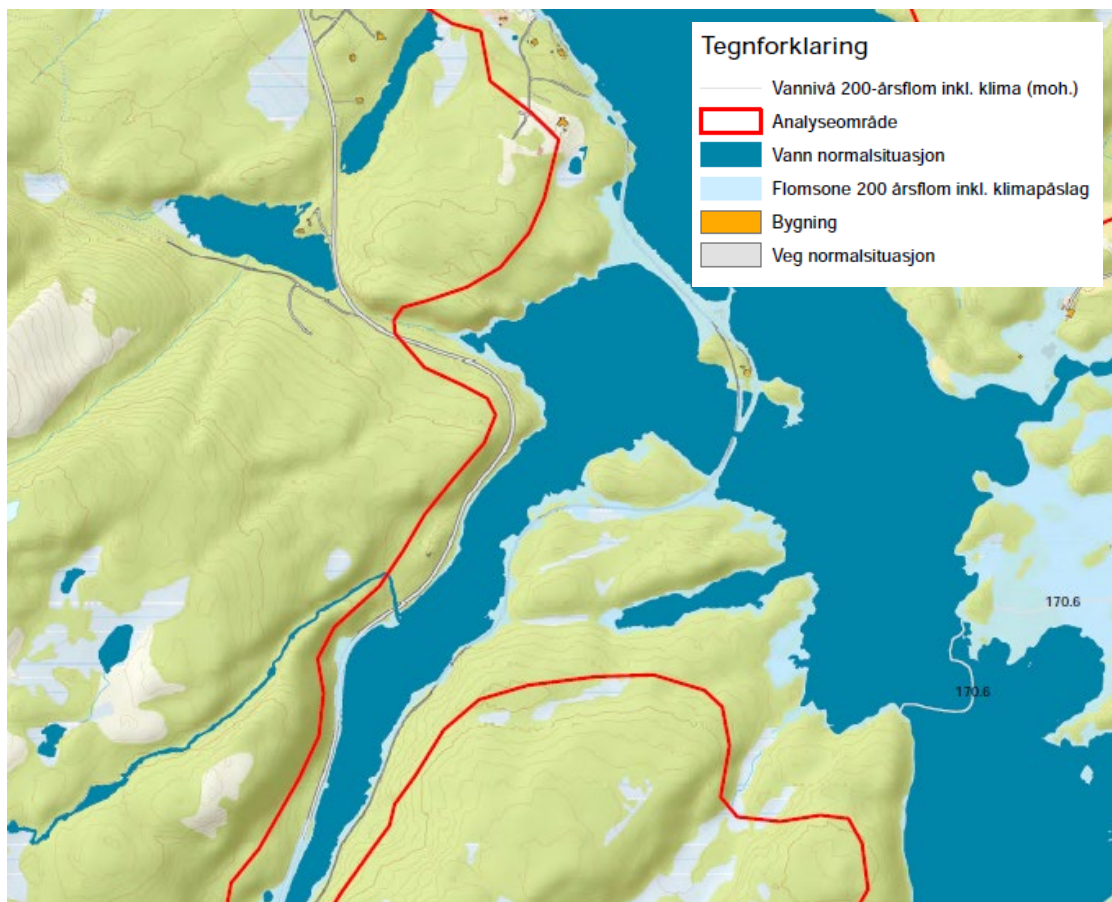 Tegnforklaring
Vannivå 200-årsflom inkl. klima (moh.)
Analyseområde
Vann normalsituasjon
Flomsone 200 årsflom inkl. klimapåslag
Bygning
Veg normalsituasjon
170.6
170.6